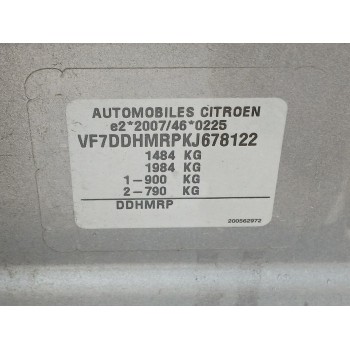 AUTOMOBILES CITROEN
e2*2007/46*0225
VF7DDHMRPKJ678122
1484 KG
1984 KG
1-900 KG
2-790 KG
DDHMRP
200562972